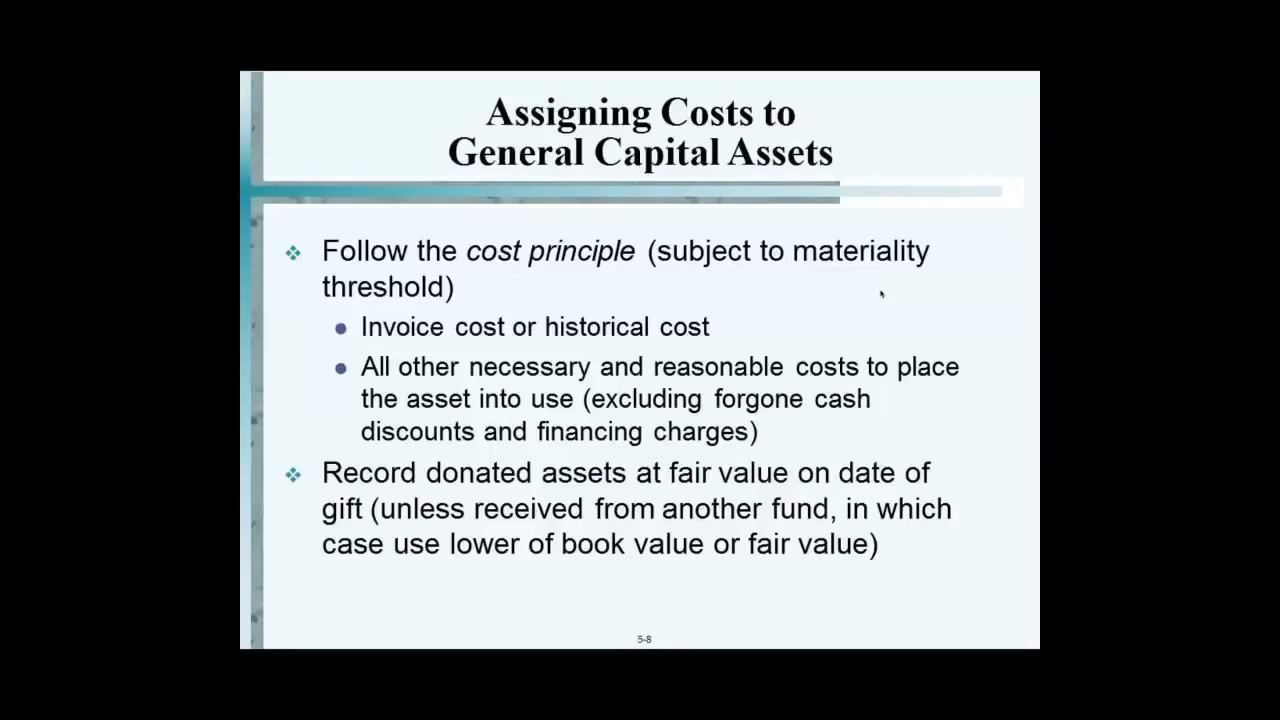 Assigning Costs to
General Capital Assets
Follow the cost principle (subject to materiality
threshold)
Invoice cost or historical cost
All other necessary and reasonable costs to place
the asset into use (excluding forgone cash
discounts and financing charges)
Record donated assets at fair value on date of
gift (unless received from another fund, in which
case use lower of book value or fair value)
5-8